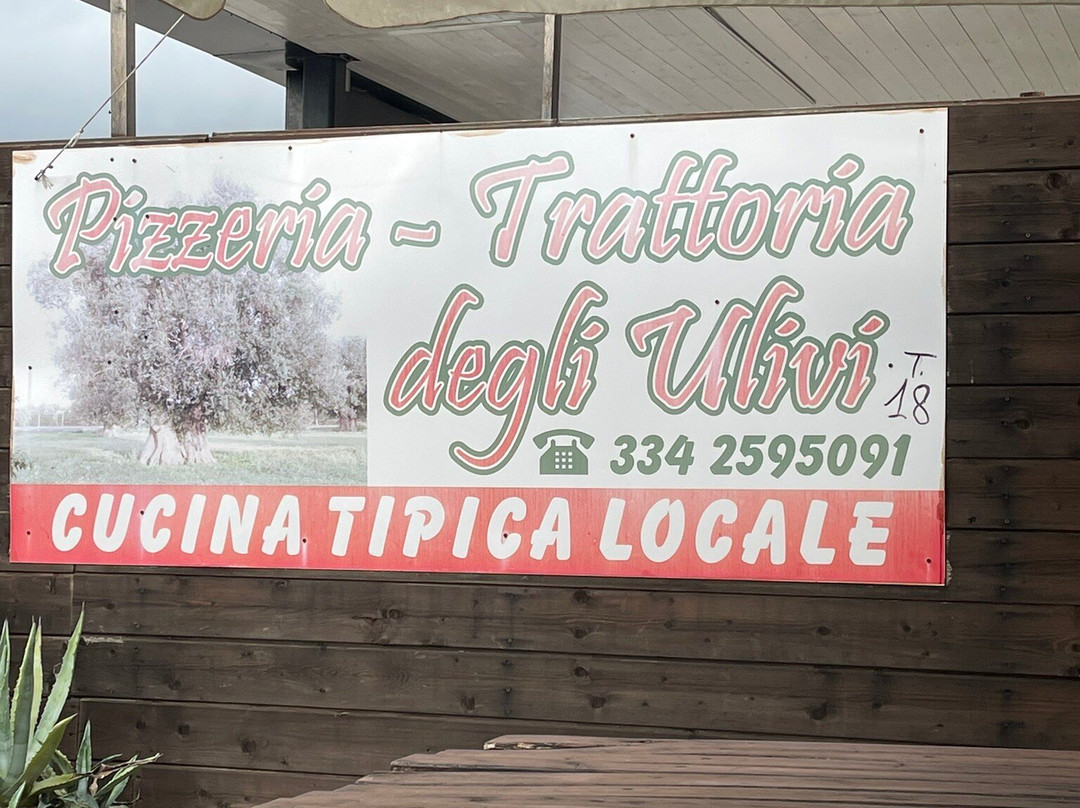 Pizzeria - Trattoria
degli Ulivi
T.
18
334 2595091
CUCINA TIPICA LOCALE